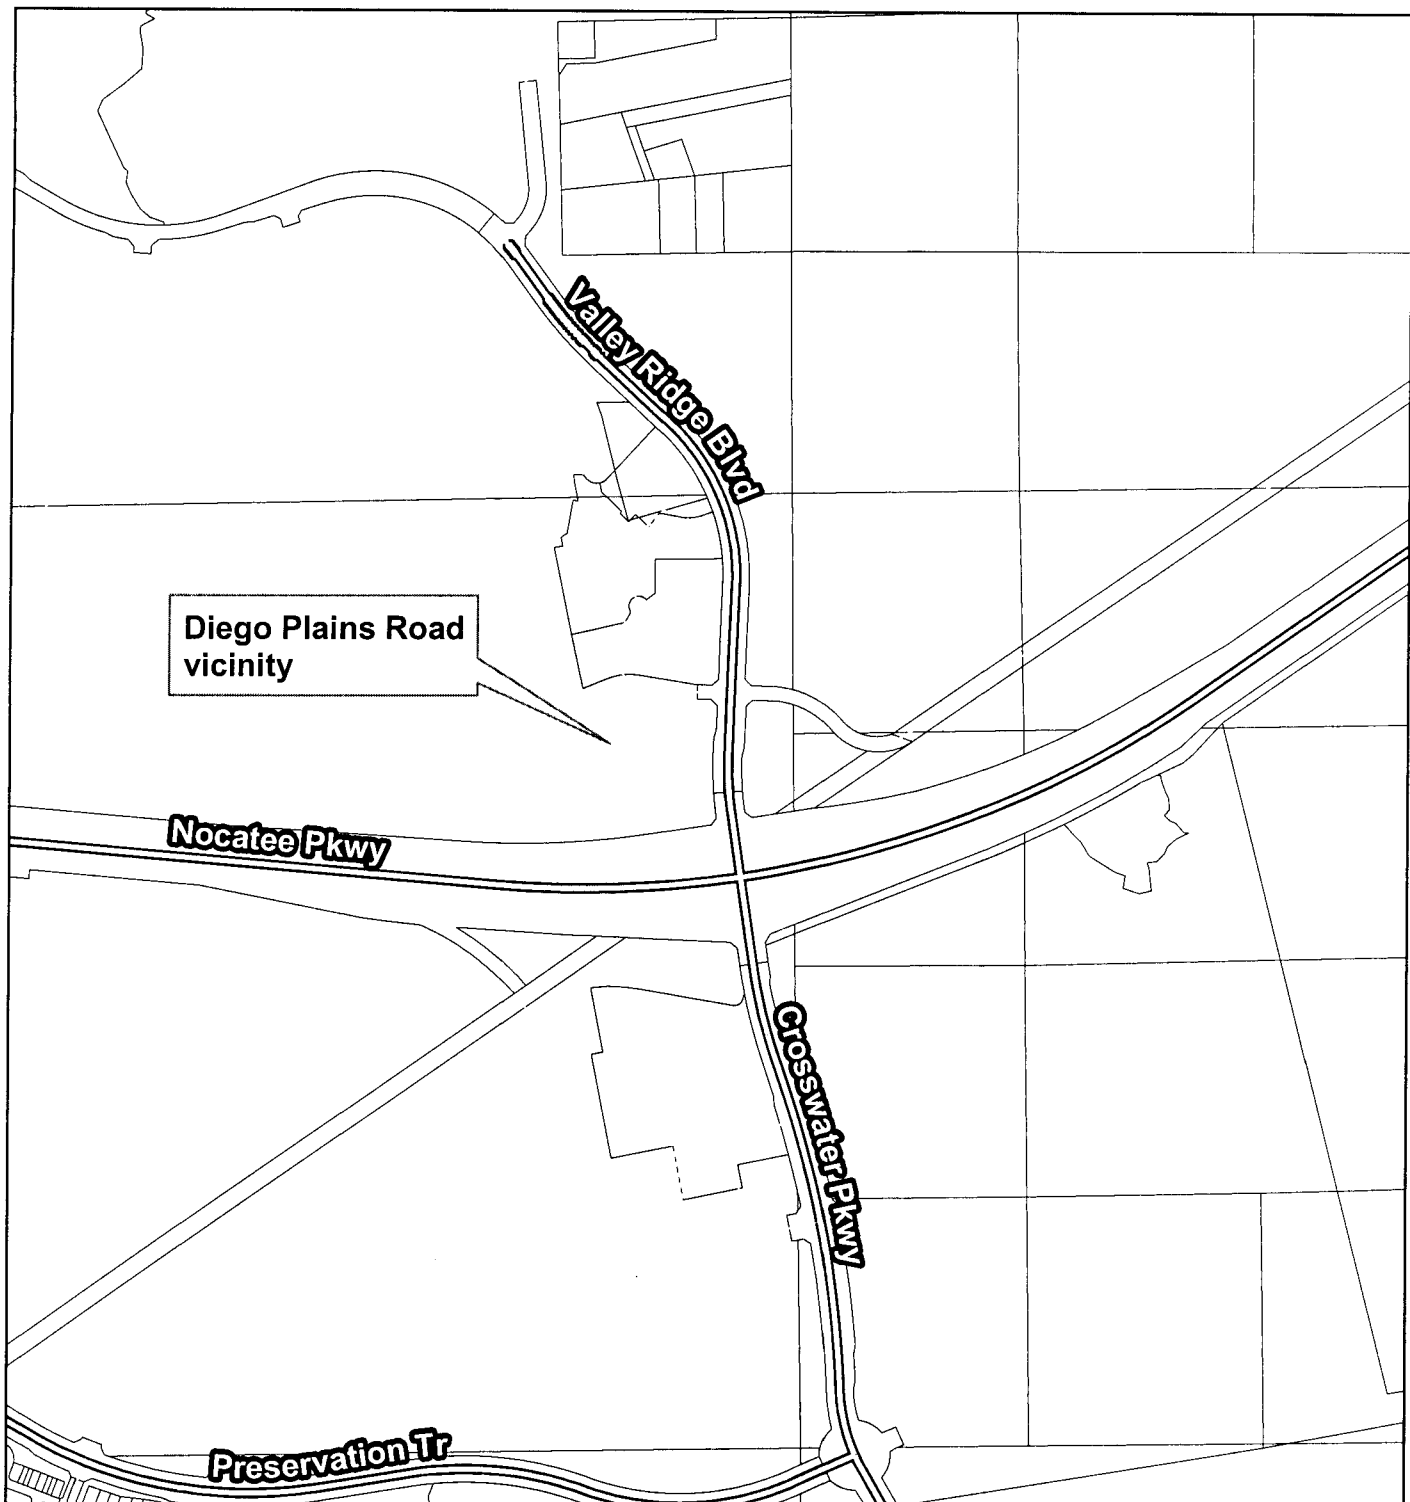 Valley Ridge Blvd
Diego Plains Road
vicinity
Nocatee Pkwy
Crosswater Pkwy
Preservation Tr